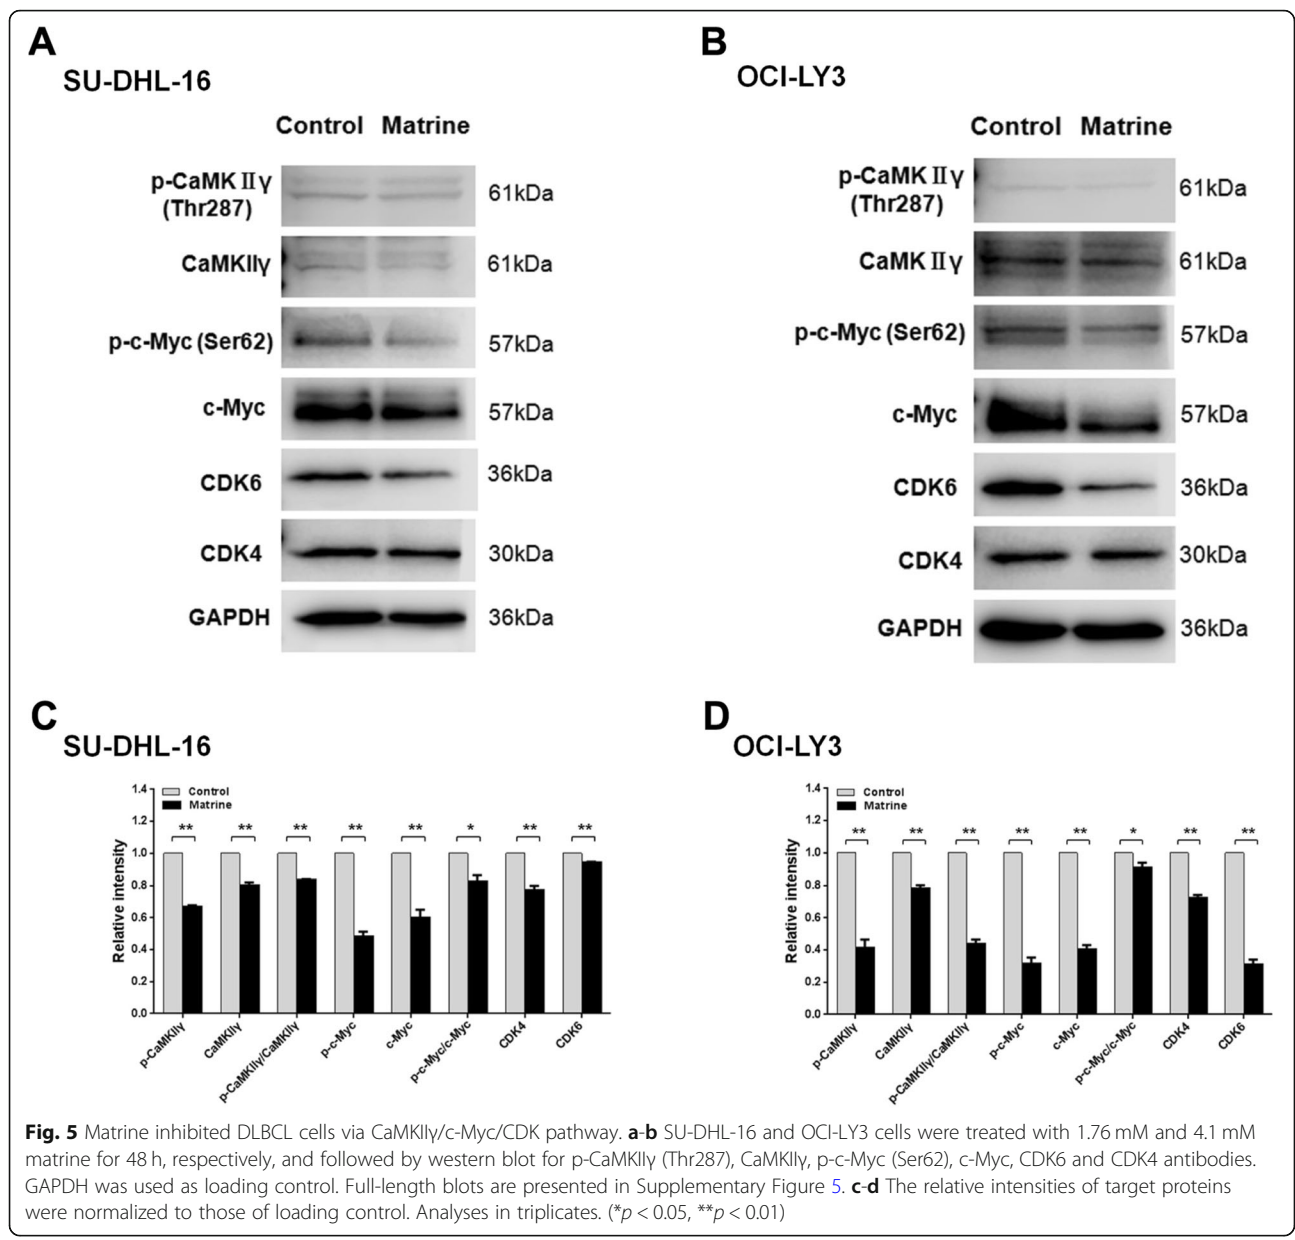 A
SU-DHL-16
Control Matrine
p-CaMKⅡγ
(Thr287)
61kDa
CaMKIIγ
61kDa
p-c-Myc (Ser62)
57kDa
c-Myc
57kDa
CDK6
36kDa
CDK4
30kDa
GAPDH
36kDa
B
OCI-LY3
Control Matrine
p-CaMKⅡγ
(Thr287)
61kDa
CaMKⅡγ
61kDa
p-c-Myc (Ser62)
57kDa
c-Myc
57kDa
CDK6
36kDa
CDK4
30kDa
GAPDH
36kDa
C
SU-DHL-16
Control
Matrine
Relative intensity
1.4
1.2
1.0
0.8
0.6
0.4
0.2
0.0
** ** ** ** ** * ** **
p-CaMKIIγ
CaMKIIγ
p-CaMKIIγ/CaMKIIγ
p-c-Myc
c-Myc
p-c-Myc/c-Myc
CDK4
CDK6
D
OCI-LY3
Control
Matrine
Relative intensity
1.4
1.2
1.0
0.8
0.6
0.4
0.2
0.0
** ** ** ** ** * ** **
p-CaMKIIγ
CaMKIIγ
p-CaMKIIγ/CaMKIIγ
p-c-Myc
c-Myc
p-c-Myc/c-Myc
CDK4
CDK6
Fig. 5 Matrine inhibited DLBCL cells via CaMKIIγ/c-Myc/CDK pathway. a-b SU-DHL-16 and OCI-LY3 cells were treated with 1.76 mM and 4.1 mM
matrine for 48 h, respectively, and followed by western blot for p-CaMKIIγ (Thr287), CaMKIIγ, p-c-Myc (Ser62), c-Myc, CDK6 and CDK4 antibodies.
GAPDH was used as loading control. Full-length blots are presented in Supplementary Figure 5. c-d The relative intensities of target proteins
were normalized to those of loading control. Analyses in triplicates. (*p < 0.05, **p < 0.01)